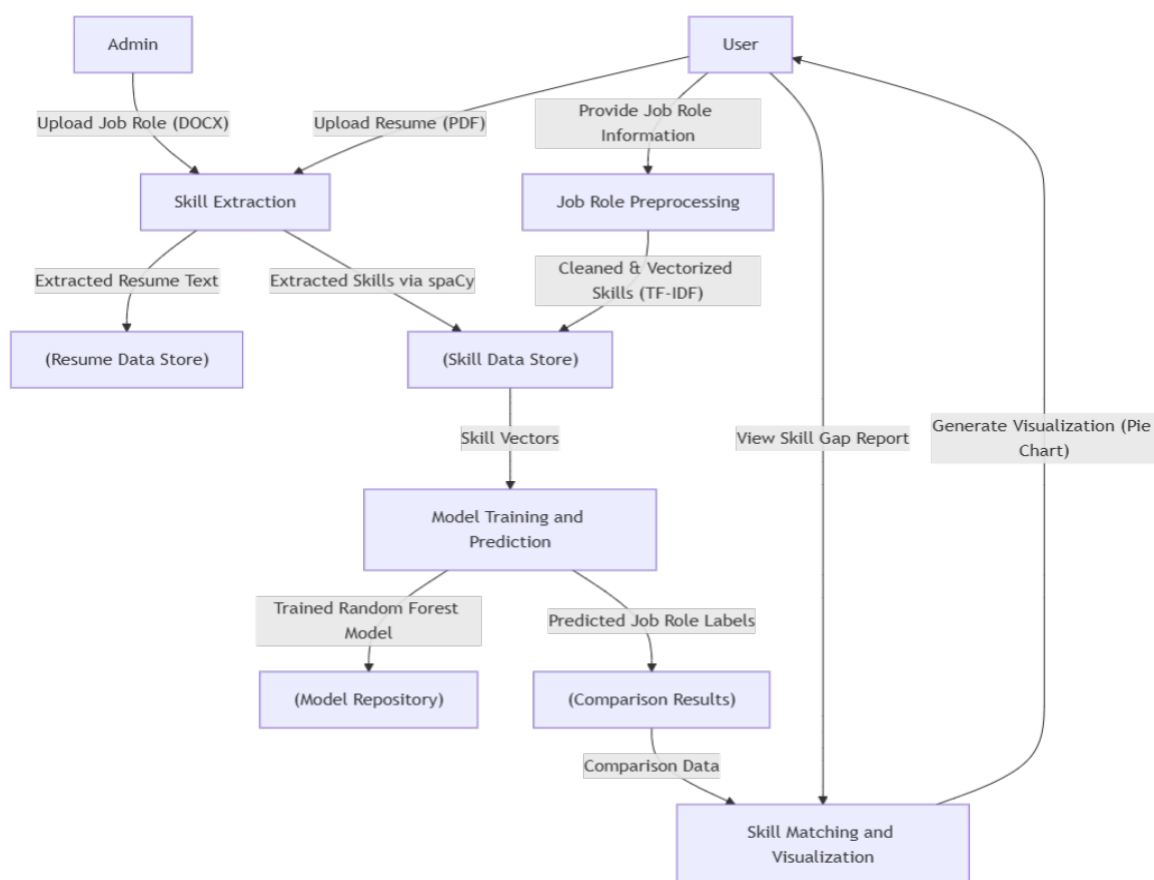 Admin
User
Upload Job Role (DOCX)
Upload Resume (PDF)
Provide Job Role
Information
Skill Extraction
Job Role Preprocessing
Extracted Resume Text
Extracted Skills via spaCy
Cleaned & Vectorized
Skills (TF-IDF)
(Resume Data Store)
(Skill Data Store)
Skill Vectors
View Skill Gap Report
Generate Visualization (Pie
Chart)
Model Training and
Prediction
Trained Random Forest
Model
Predicted Job Role Labels
(Model Repository)
(Comparison Results)
Comparison Data
Skill Matching and
Visualization